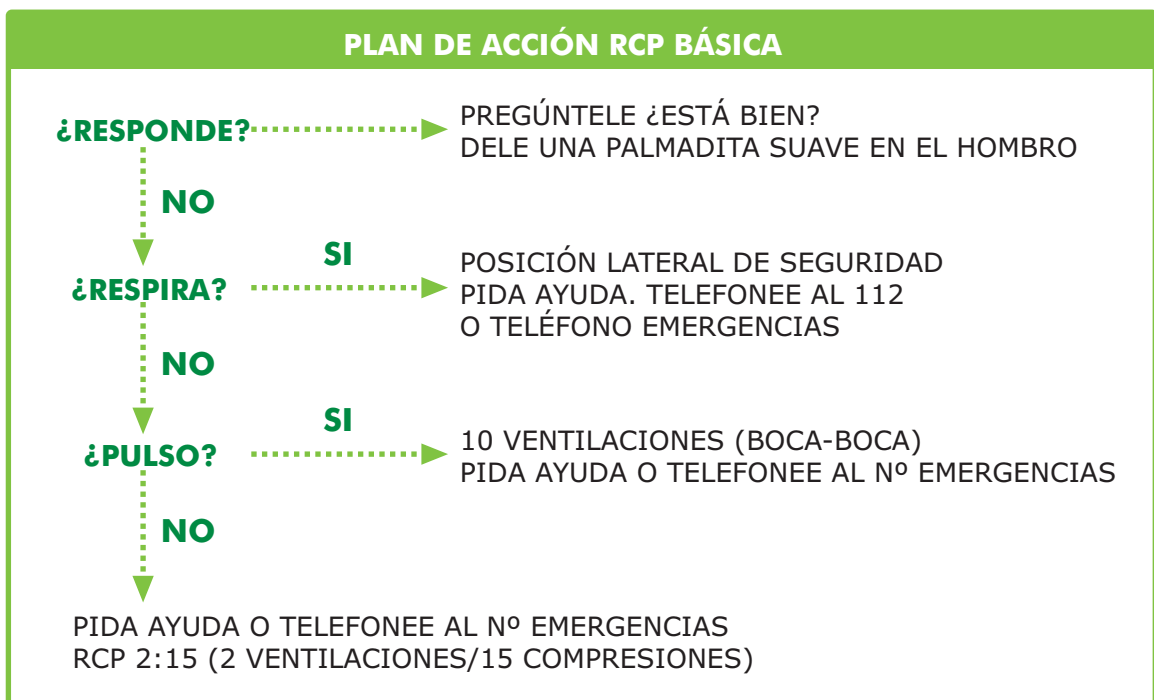 PLAN DE ACCIÓN RCP BÁSICA
¿RESPONDE?
PREGÚNTELE ¿ESTÁ BIEN?
DELE UNA PALMADITA SUAVE EN EL HOMBRO
NO
¿RESPIRA?
SI
POSICIÓN LATERAL DE SEGURIDAD
PIDA AYUDA. TELEFONEE AL 112
O TELÉFONO EMERGENCIAS
NO
¿PULSO?
SI
10 VENTILACIONES (BOCA-BOCA)
PIDA AYUDA O TELEFONEE AL Nº EMERGENCIAS
NO
PIDA AYUDA O TELEFONEE AL Nº EMERGENCIAS
RCP 2:15 (2 VENTILACIONES/15 COMPRESIONES)